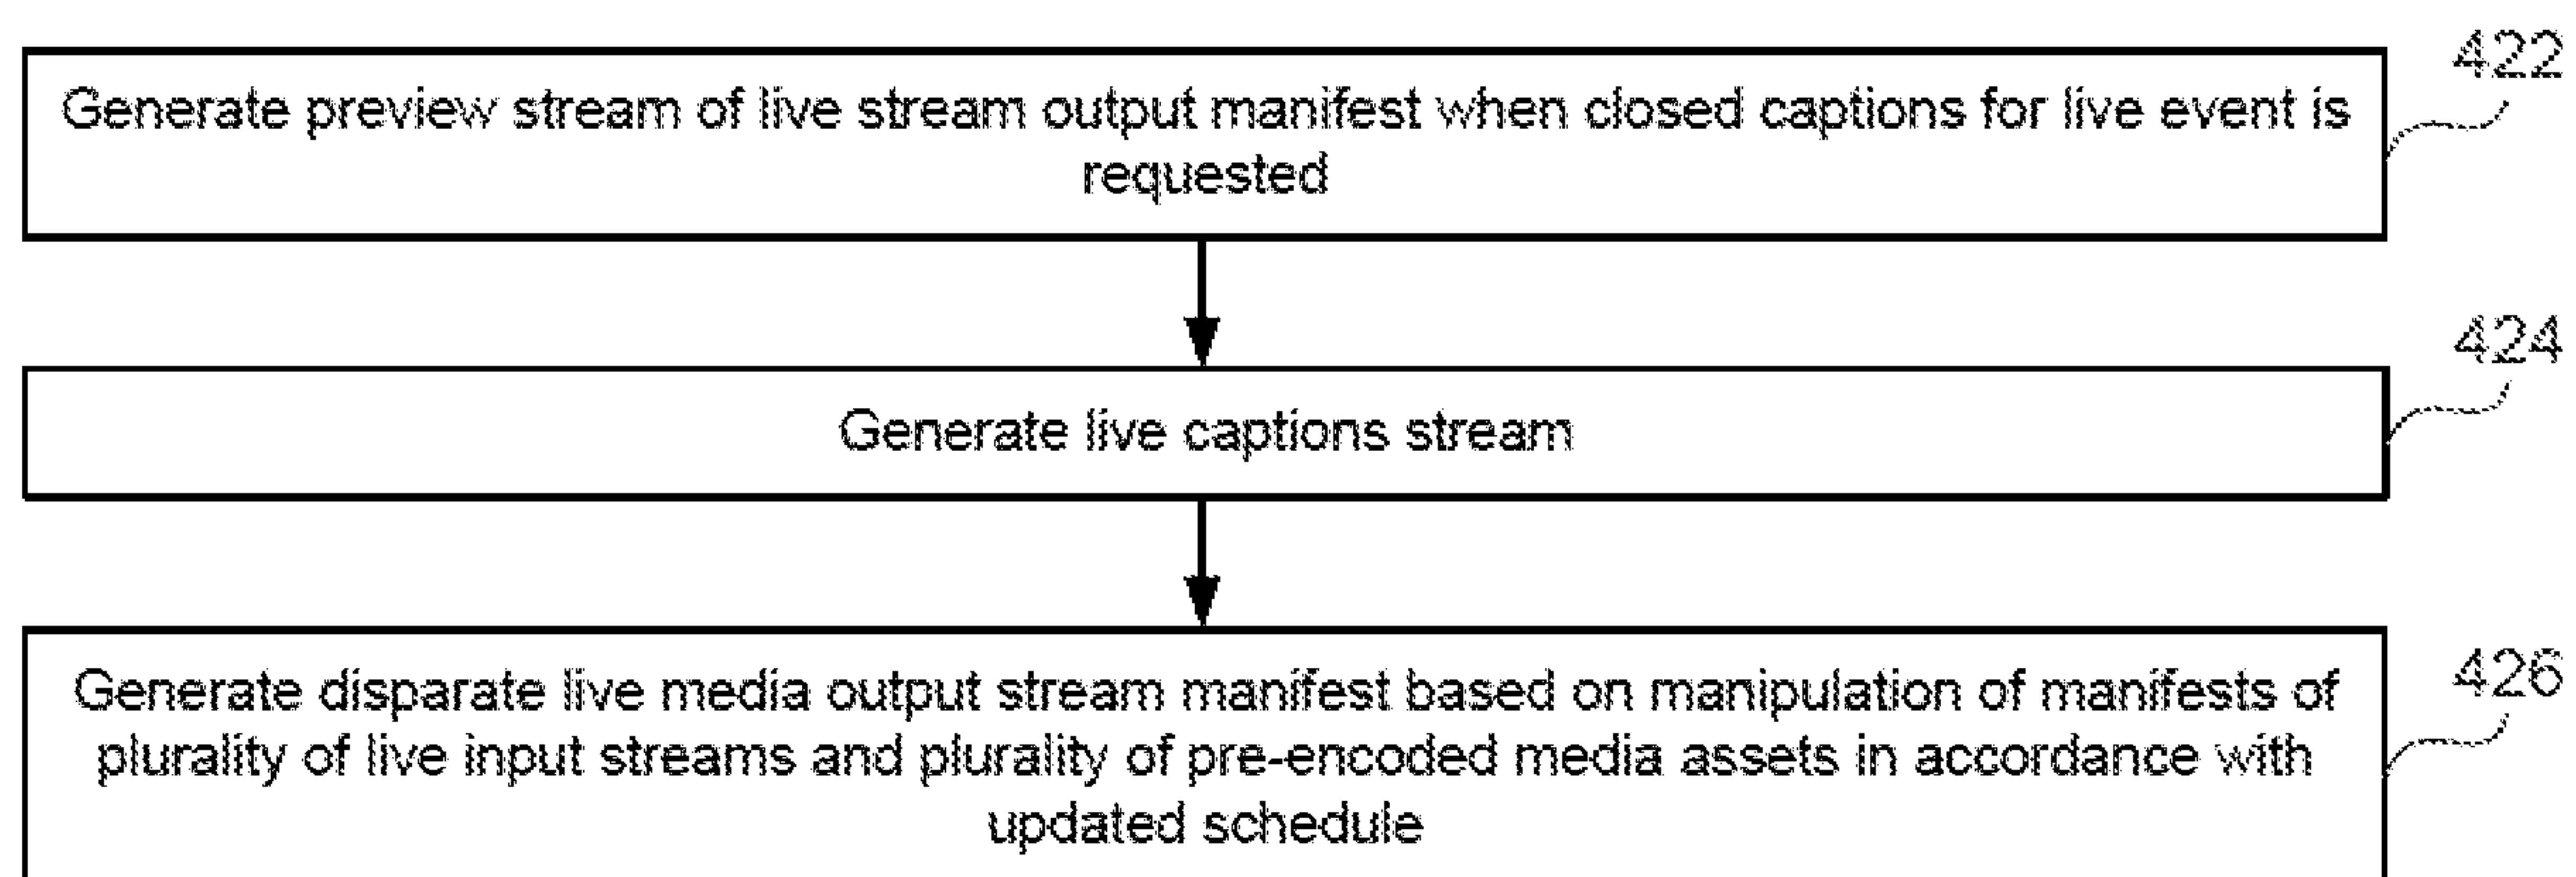 422
Generate preview stream of live stream output manifest when closed captions for live event is
requested
424
Generate live captions stream
426
Generate disparate live media output stream manifest based on manipulation of manifests of
plurality of live input streams and plurality of pre-encoded media assets in accordance with
updated schedule